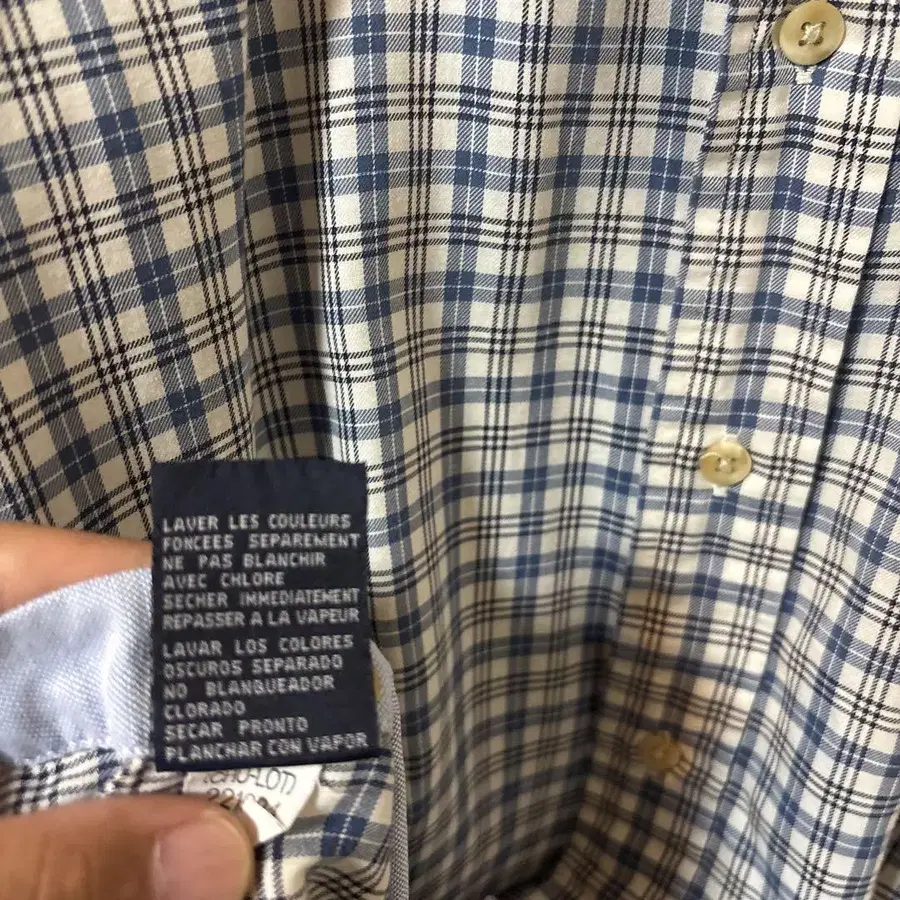 LAVER LES COULEURS
FONCEES SEPAREMENT
NE PAS BLANCHIR
AVEC CHLORE
SECHER IMMEDIATEMENT
REPASSER A LA VAPEUR
LAVAR LOS COLORES
OSCUROS SEPARADO
NO BLANQUEADOR
CLORADO
SECAR PRONTO
PLANCHAR CON VAPOR